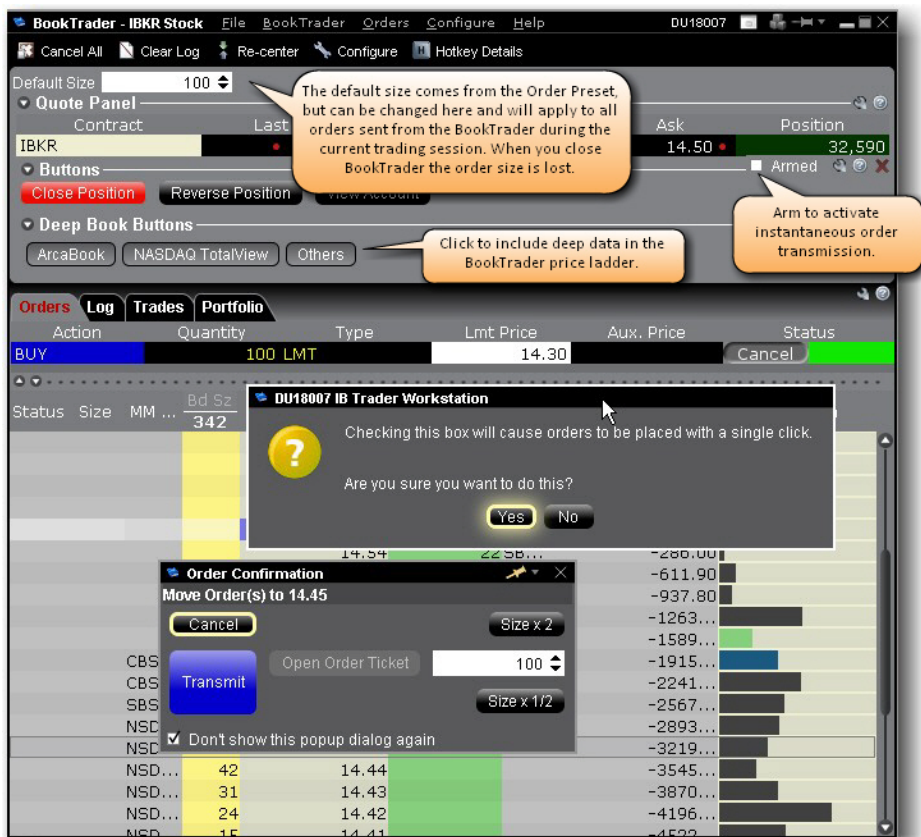 BookTrader - IBKR Stock File BookTrader Orders Configure Help DU18007
Cancel All Clear Log Re-center Configure Hotkey Details
Default Size 100
The default size comes from the Order Preset,
but can be changed here and will apply to all
orders sent from the BookTrader during the
current trading session. When you close
BookTrader the order size is lost.
Quote Panel
Contract Last Ask Position
IBKR 14.50 32,590
Buttons Armed
Close Position Reverse Position View Account
Arm to activate
instantaneous order
transmission.
Deep Book Buttons
ArcaBook NASDAQ TotalView Others
Click to include deep data in the
BookTrader price ladder.
Orders Log Trades Portfolio
Action Quantity Type Lmt Price Aux. Price Status
BUY 100 LMT 14.30 Cancel
Status Size MM ... Bd Sz
342
DU18007 IB Trader Workstation
Checking this box will cause orders to be placed with a single click.
Are you sure you want to do this?
Yes No
14.54 22 SB... -286.00
Order Confirmation
Move Order(s) to 14.45
Cancel Size x 2
Transmit Open Order Ticket 100
Size x 1/2
Don't show this popup dialog again
-611.90
-937.80
-1263...
-1589...
CBS -1915...
CBS -2241...
SBS -2567...
NSD -2893...
NSD -3219...
NSD... 42 14.44 -3545...
NSD... 31 14.43 -3870...
NSD... 24 14.42 -4196...
NSD... 15 14.41 -4522...